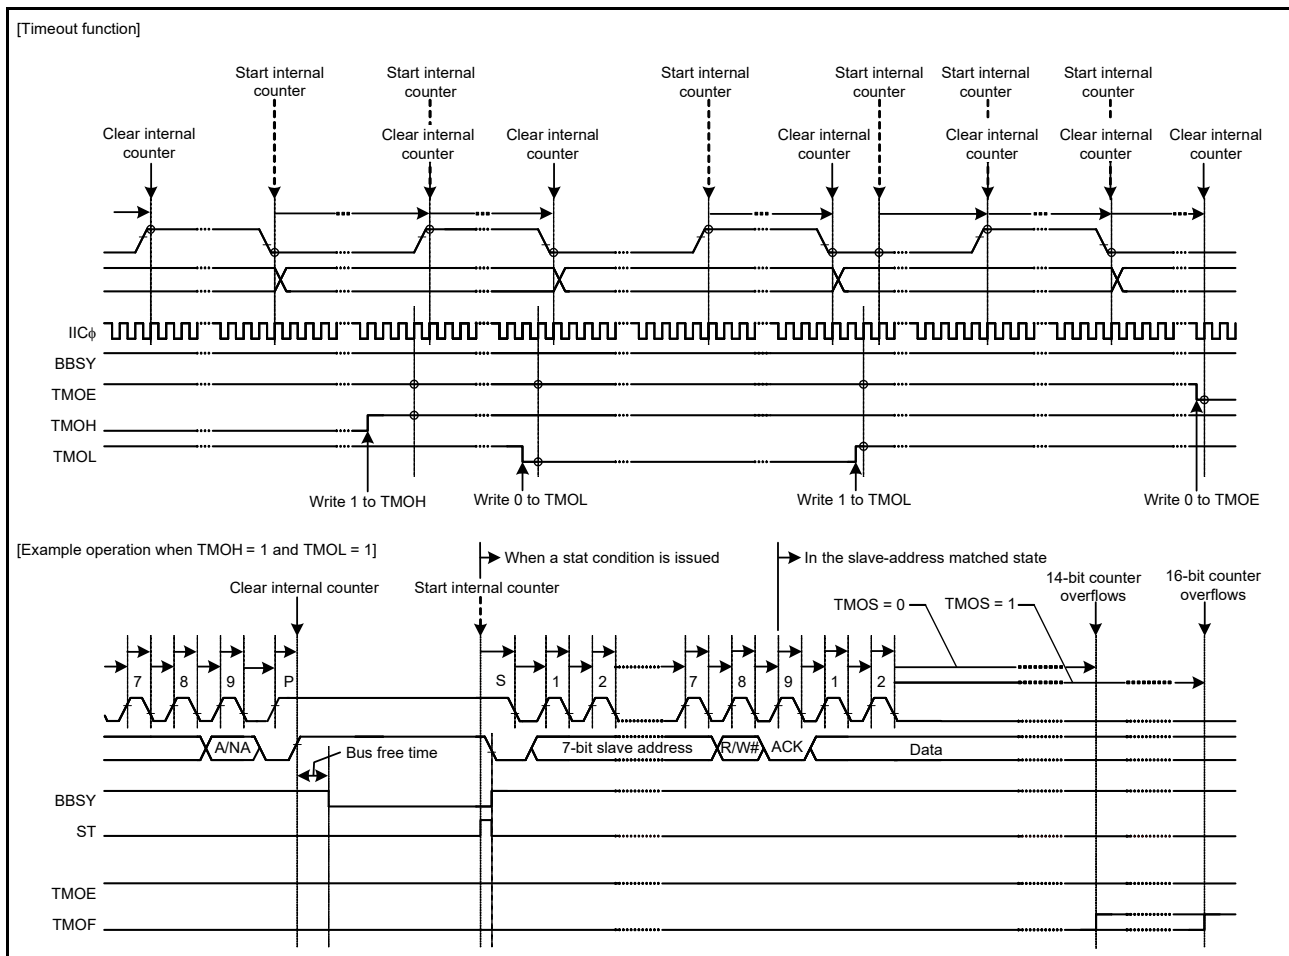 [Timeout function]
Start internal
counter
Start internal
counter
Start internal
counter
Start internal
counter
Start internal
counter
Start internal
counter
Clear internal
counter
Clear internal
counter
Clear internal
counter
Clear internal
counter
Clear internal
counter
Clear internal
counter
Clear internal
counter
IICϕ
BBSY
TMOE
TMOH
TMOL
Write 1 to TMOH
Write 0 to TMOL
Write 1 to TMOL
Write 0 to TMOE
[Example operation when TMOH = 1 and TMOL = 1]
When a stat condition is issued
In the slave-address matched state
Clear internal counter
Start internal counter
14-bit counter
overflows
16-bit counter
overflows
TMOS = 0
TMOS = 1
7 8 9 P S 1 2 7 8 9 1 2
A/NA
7-bit slave address
R/W#
ACK
Data
Bus free time
BBSY
ST
TMOE
TMOF